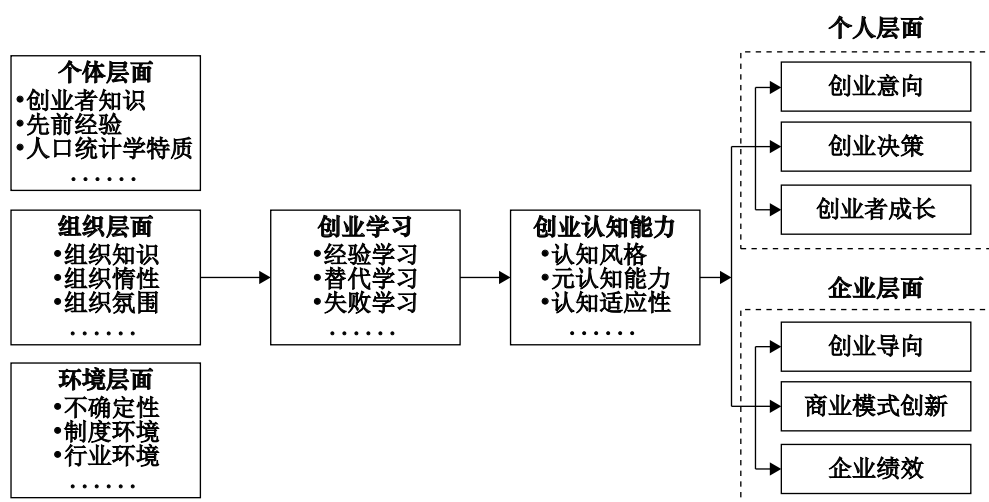 个体层面
•创业者知识
•先前经验
•人口统计学特质
······
组织层面
•组织知识
•组织惰性
•组织氛围
······
环境层面
•不确定性
•制度环境
•行业环境
······
创业学习
•经验学习
•替代学习
•失败学习
······
创业认知能力
•认知风格
•元认知能力
•认知适应性
······
个人层面
创业意向
创业决策
创业者成长
企业层面
创业导向
商业模式创新
企业绩效